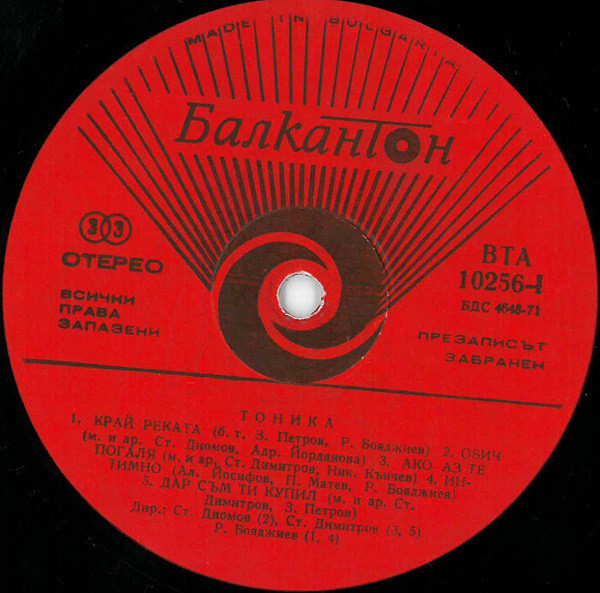 MADE IN BULGARIA
Балкантон
33
СТЕРЕО
ВСИЧКИ
ПРАВА
ЗАПАЗЕНИ
ВТА
10256-I
БДС 4648-71
ПРЕЗАПИСЪТ
ЗАБРАНЕН
ТОНИКА
1. КРАЙ РЕКАТА (б. т. З. Петров, Р. Бояджиев) 2. ОБИЧ
(м. и ар. Ст. Диомов, Адр. Йорданова) 3. АКО АЗ ТЕ
ПОГАЛЯ (м. и ар. Ст. Димитров, Ник. Кънчев) 4. ИН-
ТИМНО (Ал. Йосифов, П. Матев, Р. Бояджиев)
5. ДАР СЪМ ТИ КУПИЛ (м. и ар. Ст.
Димитров, З. Петров)
Дир.: Ст. Диомов (2), Ст. Димитров (3, 5)
Р. Бояджиев (1, 4)